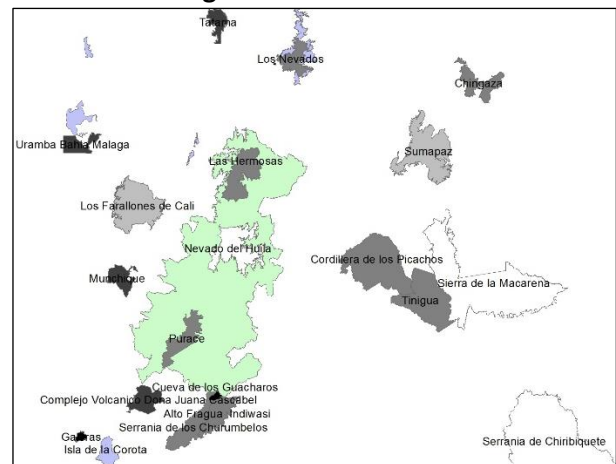 Tatama
Los Nevados
Chingaza
Uramba Bahia Malaga
Sumapaz
Las Hermosas
Los Farallones de Cali
Nevado del Huila
Cordillera de los Picachos
Munchique
Sierra de la Macarena
Tinigua
Purace
Cueva de los Guacharos
Complejo Volcanico Dona Juana Cascabel
Alto Fragua Indiwasi
Serrania de los Churumbelos
Galeras
Isla de la Corota
Serrania de Chiribiquete